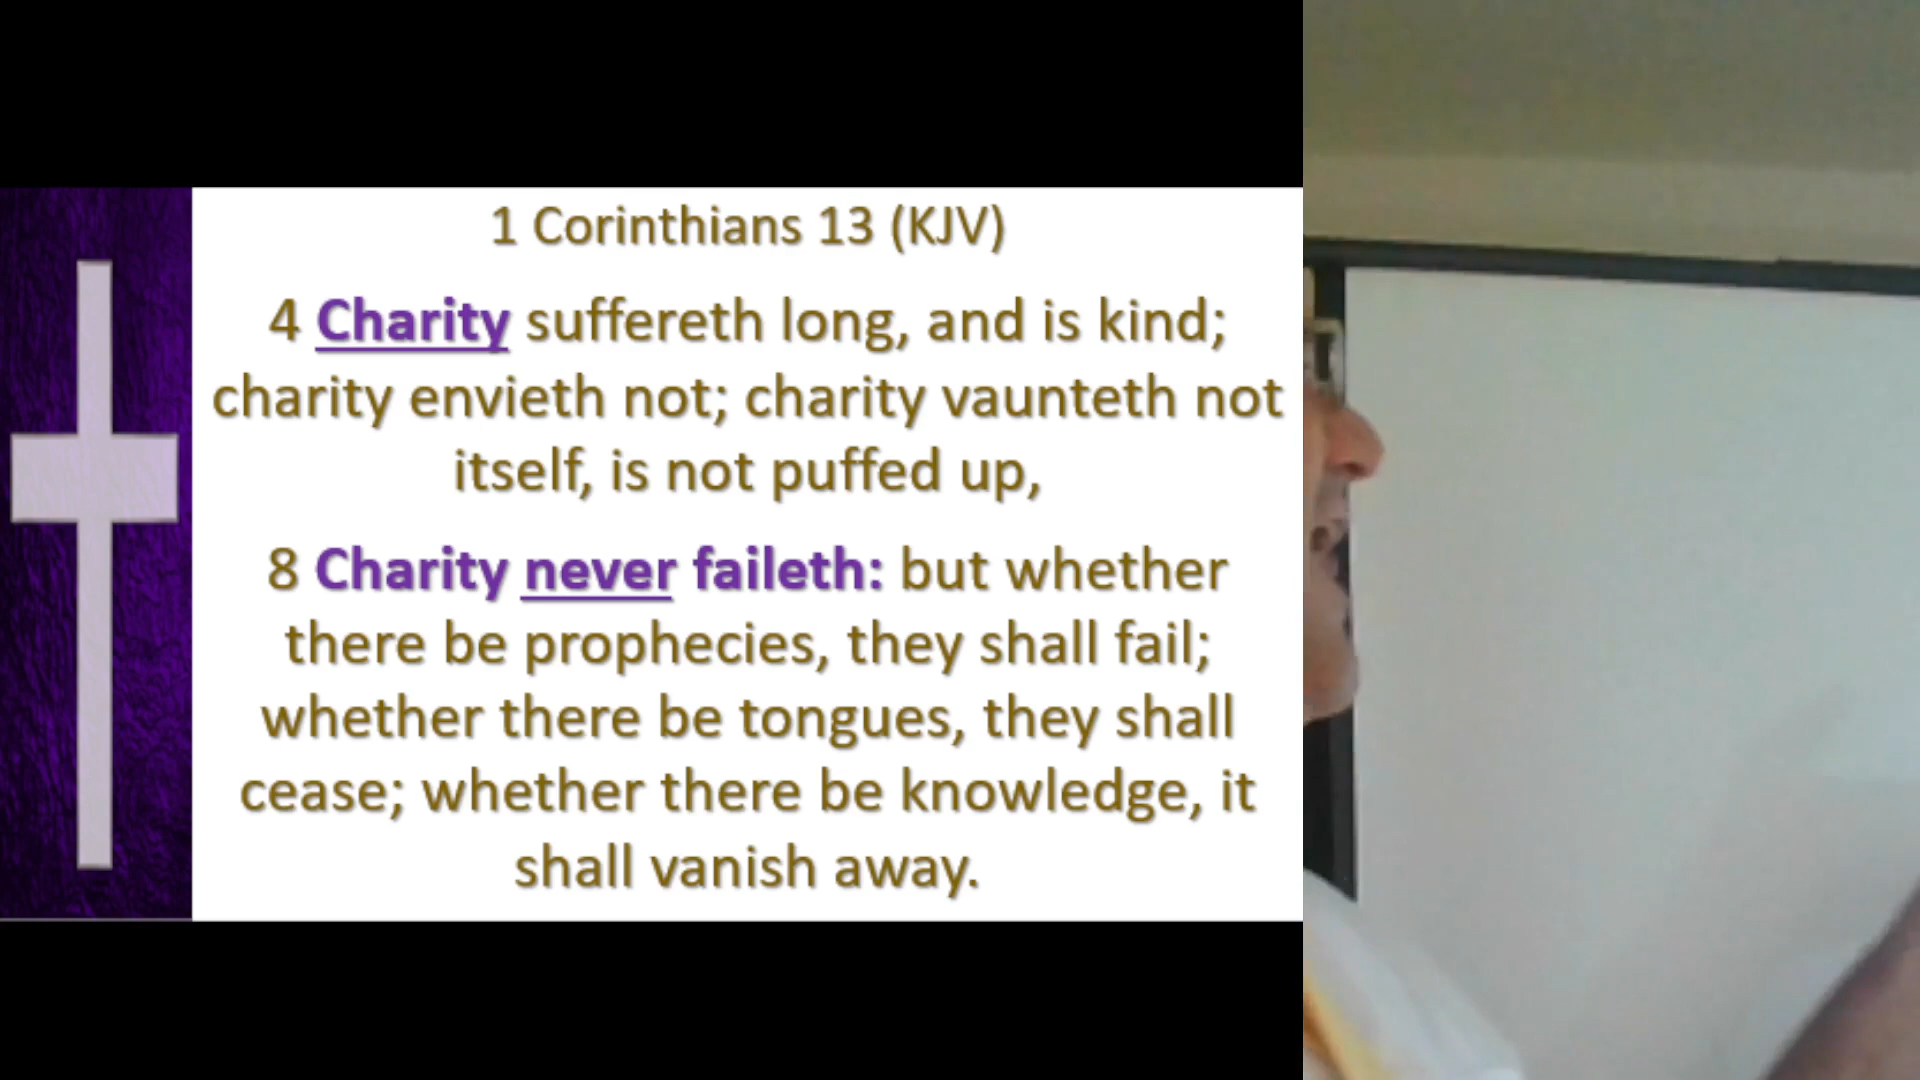 1 Corinthians 13 (KJV)
4 Charity suffereth long, and is kind;
charity envieth not; charity vaunteth not
itself, is not puffed up,
8 Charity never faileth: but whether
there be prophecies, they shall fail;
whether there be tongues, they shall
cease; whether there be knowledge, it
shall vanish away.